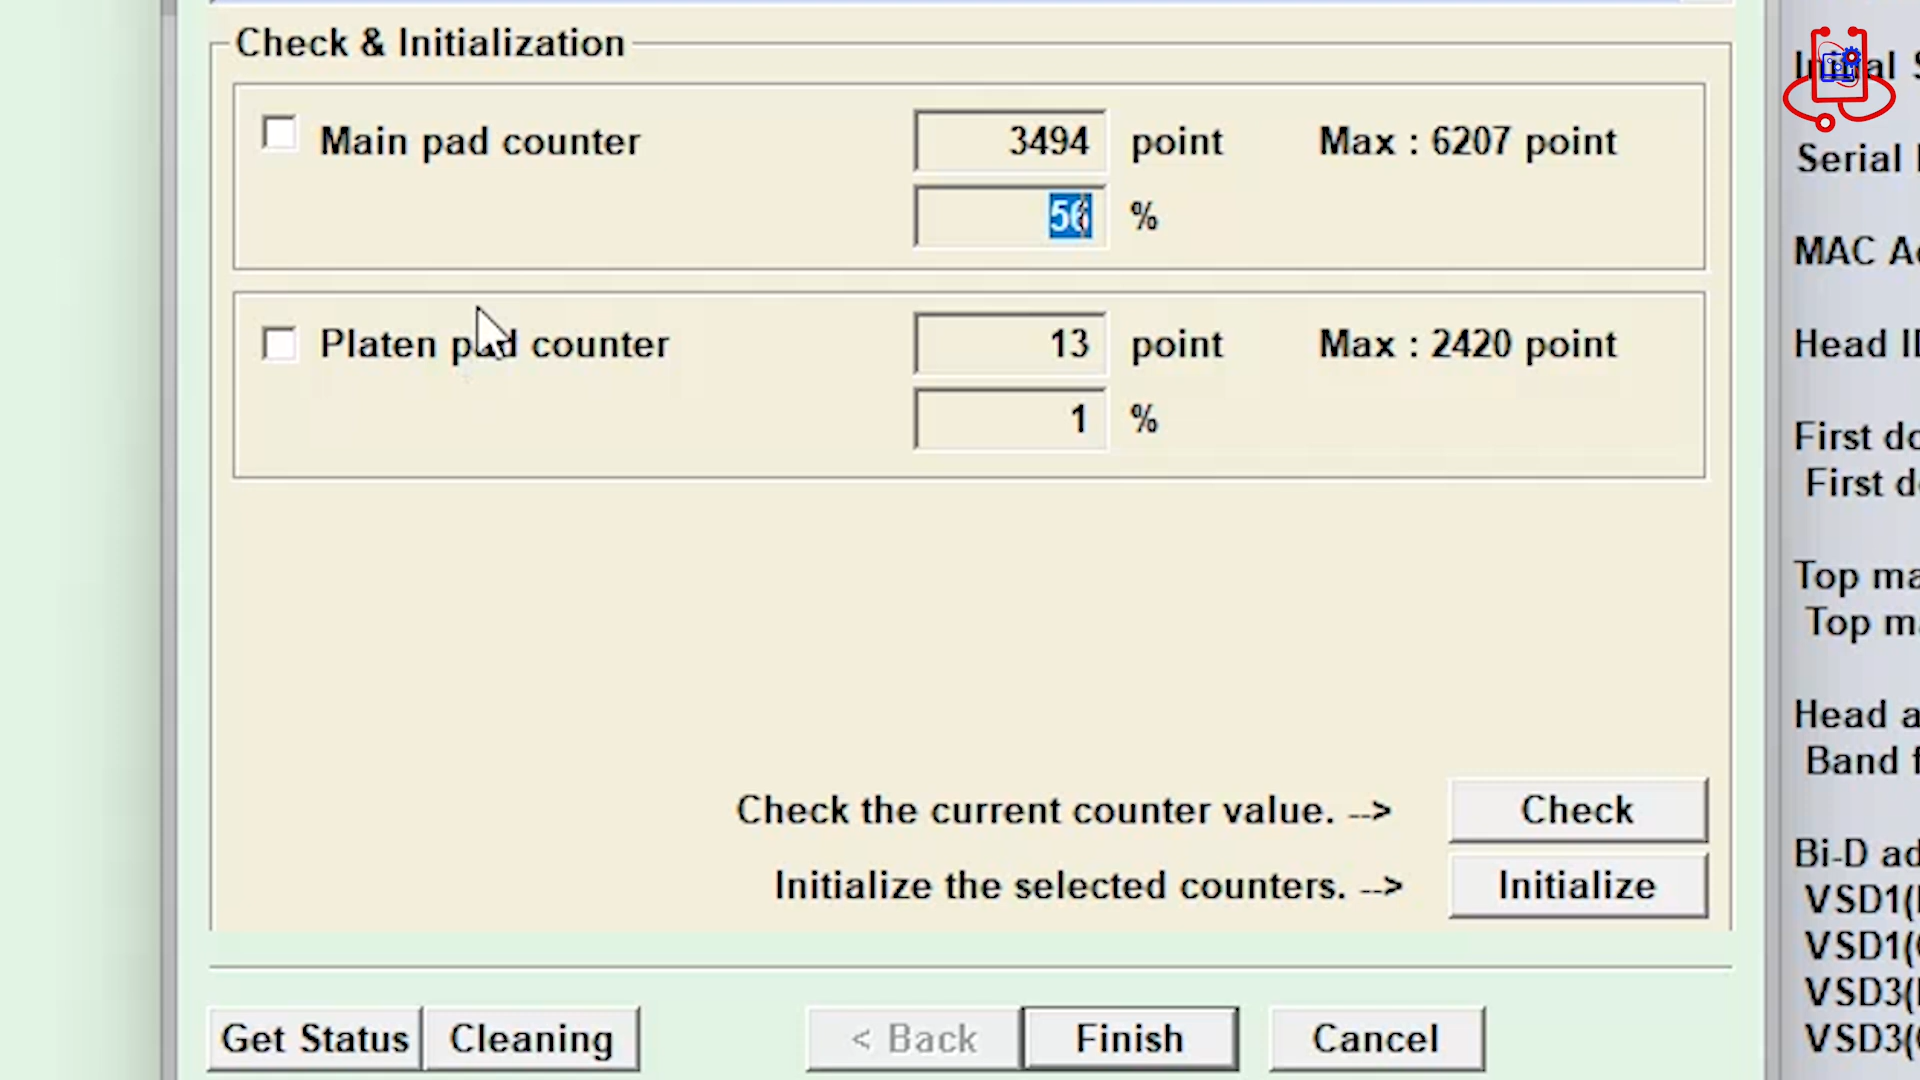 Check & Initialization
Main pad counter 3494 point Max : 6207 point
56 %
Platen pad counter 13 point Max : 2420 point
1 %
Check the current counter value. --> Check
Initialize the selected counters. --> Initialize
Get Status Cleaning < Back Finish Cancel
Serial
MAC
Head
First
First
Top
Top
Head
Band
Bi-D
VSD1(
VSD1(
VSD3(
VSD3(